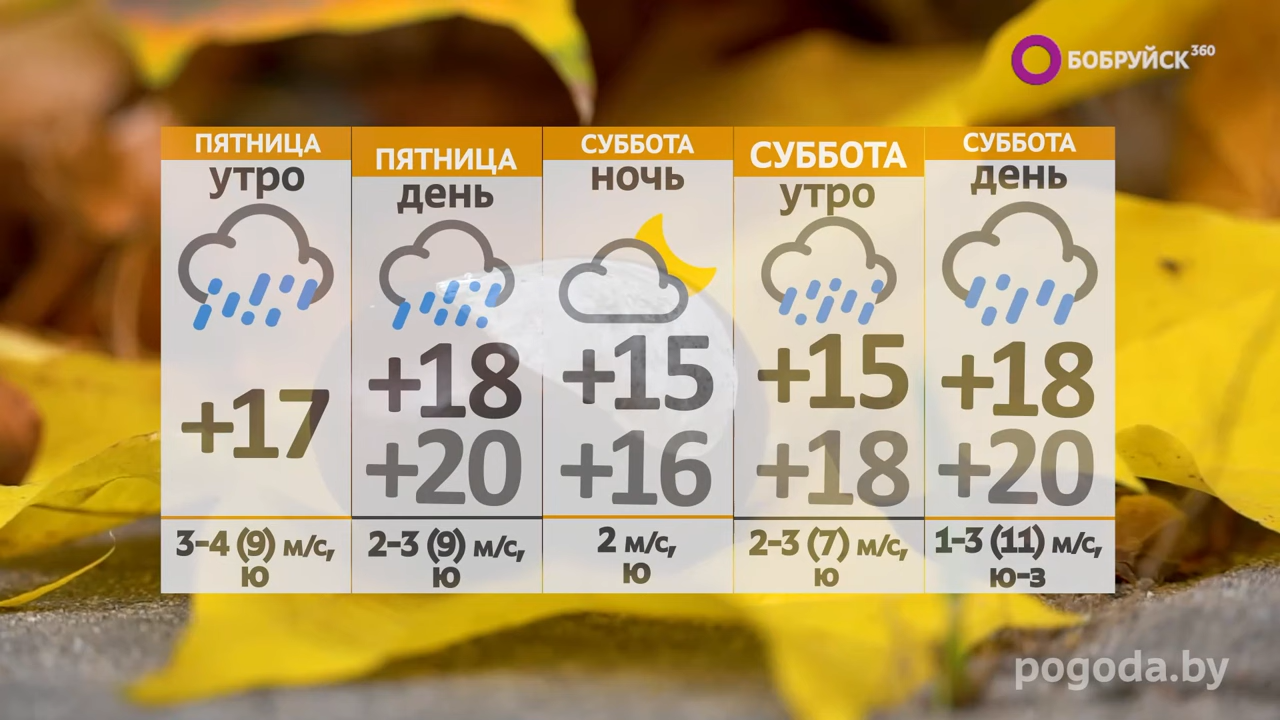 БОБРУЙСК360
ПЯТНИЦА
утро
+17
3-4 (9) м/с,
ю
ПЯТНИЦА
день
+18
+20
2-3 (9) м/с,
ю
СУББОТА
ночь
+15
+16
2 м/с,
ю
СУББОТА
утро
+15
+18
2-3 (7) м/с,
ю
СУББОТА
день
+18
+20
1-3 (11) м/с,
ю-з
pogoda.by